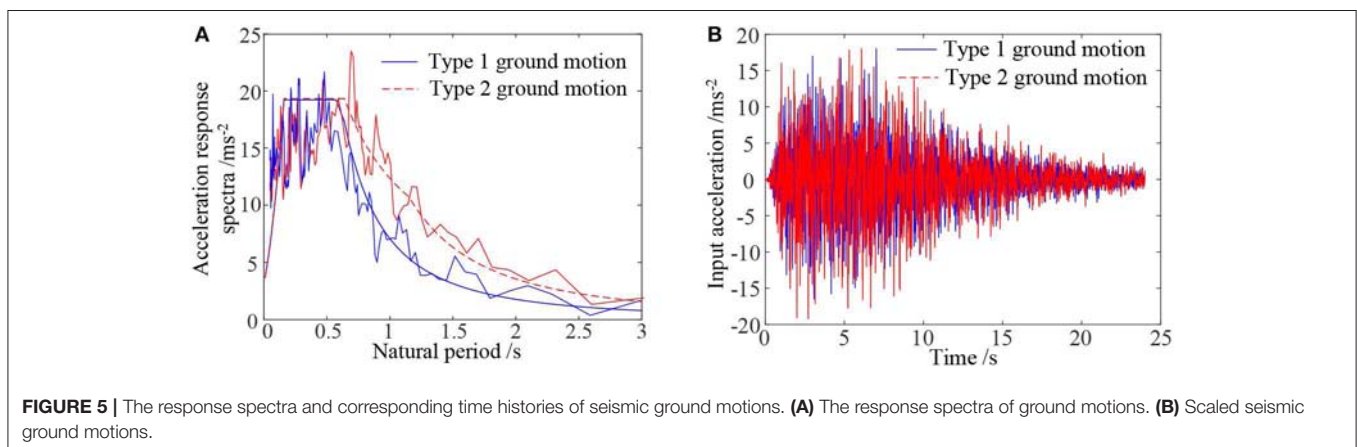 A
25
20
15
10
5
0
Acceleration response
spectra /ms-2
Type 1 ground motion
Type 2 ground motion
0 0.5 1 1.5 2 2.5 3
Natural period /s
B
20
15
10
5
0
-5
-10
-15
-20
Input acceleration /ms-2
Type 1 ground motion
Type 2 ground motion
0 5 10 15 20 25
Time /s
FIGURE 5 | The response spectra and corresponding time histories of seismic ground motions. (A) The response spectra of ground motions. (B) Scaled seismic
ground motions.